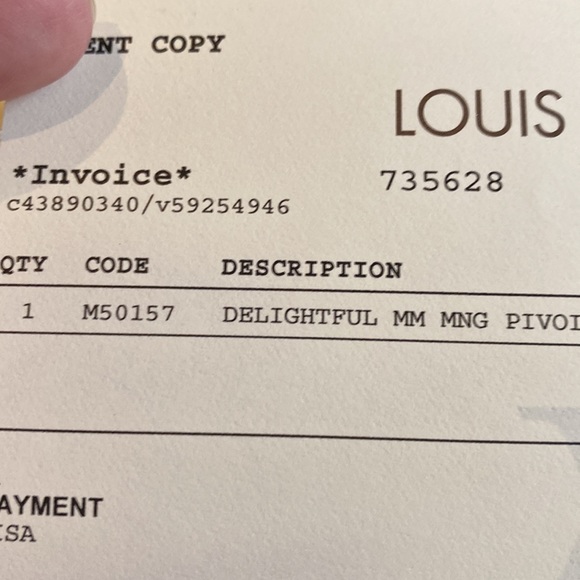 ENT COPY
LOUIS
*Invoice* 735628
c43890340/v59254946
QTY CODE DESCRIPTION
1 M50157 DELIGHTFUL MM MNG PIVOI
AYMENT
ISA